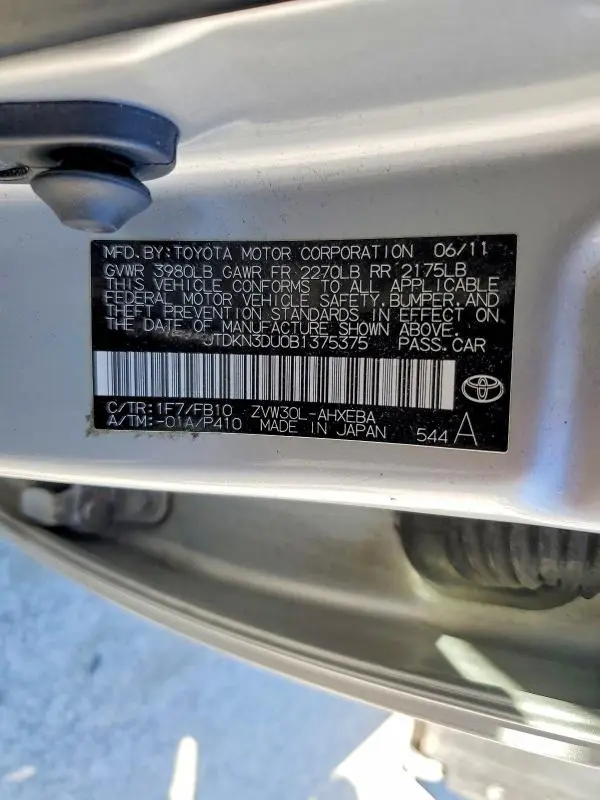 MFD. BY: TOYOTA MOTOR CORPORATION 06/11
GVWR 3980LB GAWR FR 2270LB RR 2175LB
THIS VEHICLE CONFORMS TO ALL APPLICABLE
FEDERAL MOTOR VEHICLE SAFETY, BUMPER, AND
THEFT PREVENTION STANDARDS IN EFFECT ON
THE DATE OF MANUFACTURE SHOWN ABOVE.
JTDKN3DU0B1375375 PASS. CAR
C/TR: 1F7/FB10 ZVW30L-AHXEBA
A/TM: -01A/P410 MADE IN JAPAN 544 A